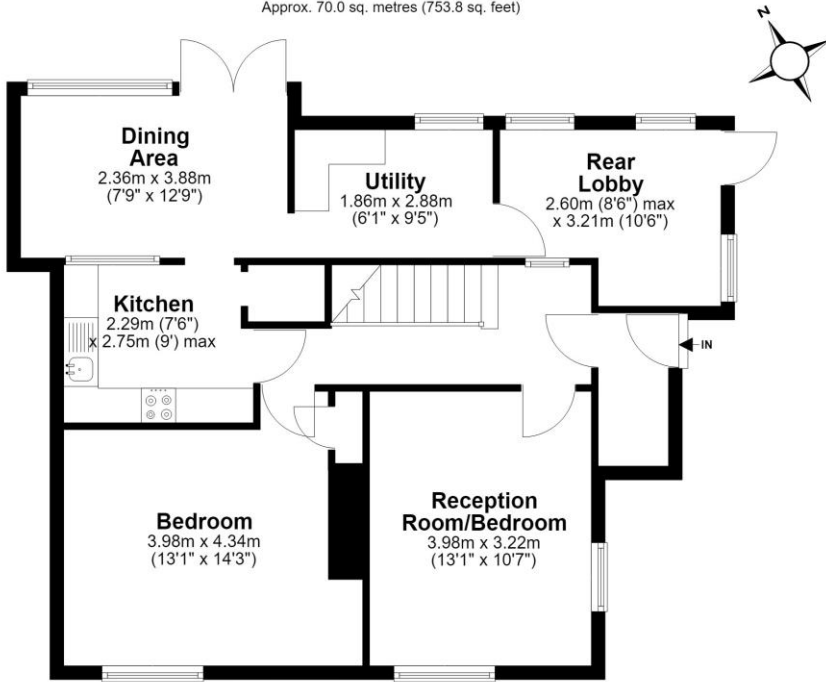 Approx. 70.0 sq. metres (753.8 sq. feet)
N
Dining
Area
2.36m x 3.88m
(7'9" x 12'9")
Utility
1.86m x 2.88m
(6'1" x 9'5")
Rear
Lobby
2.60m (8'6") max
x 3.21m (10'6")
Kitchen
2.29m (7'6")
x 2.75m (9') max
IN
Bedroom
3.98m x 4.34m
(13'1" x 14'3")
Reception
Room/Bedroom
3.98m x 3.22m
(13'1" x 10'7")